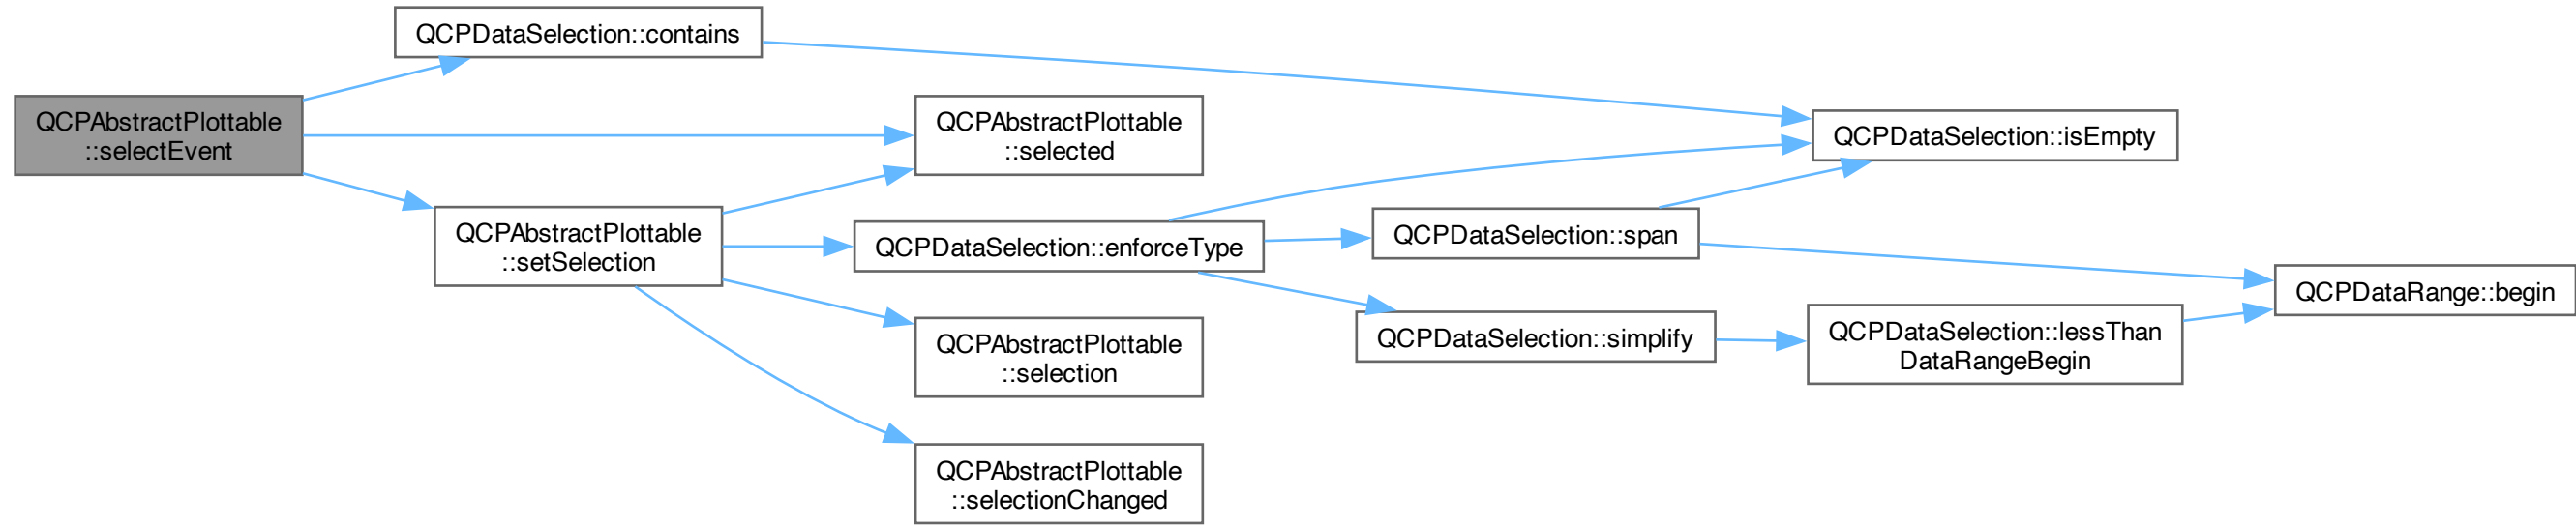 QCPAbstractPlottable
::selectEvent
QCPDataSelection::contains
QCPAbstractPlottable
::setSelection
QCPAbstractPlottable
::selected
QCPDataSelection::enforceType
QCPAbstractPlottable
::selection
QCPAbstractPlottable
::selectionChanged
QCPDataSelection::span
QCPDataSelection::simplify
QCPDataSelection::isEmpty
QCPDataSelection::lessThan
DataRangeBegin
QCPDataRange::begin